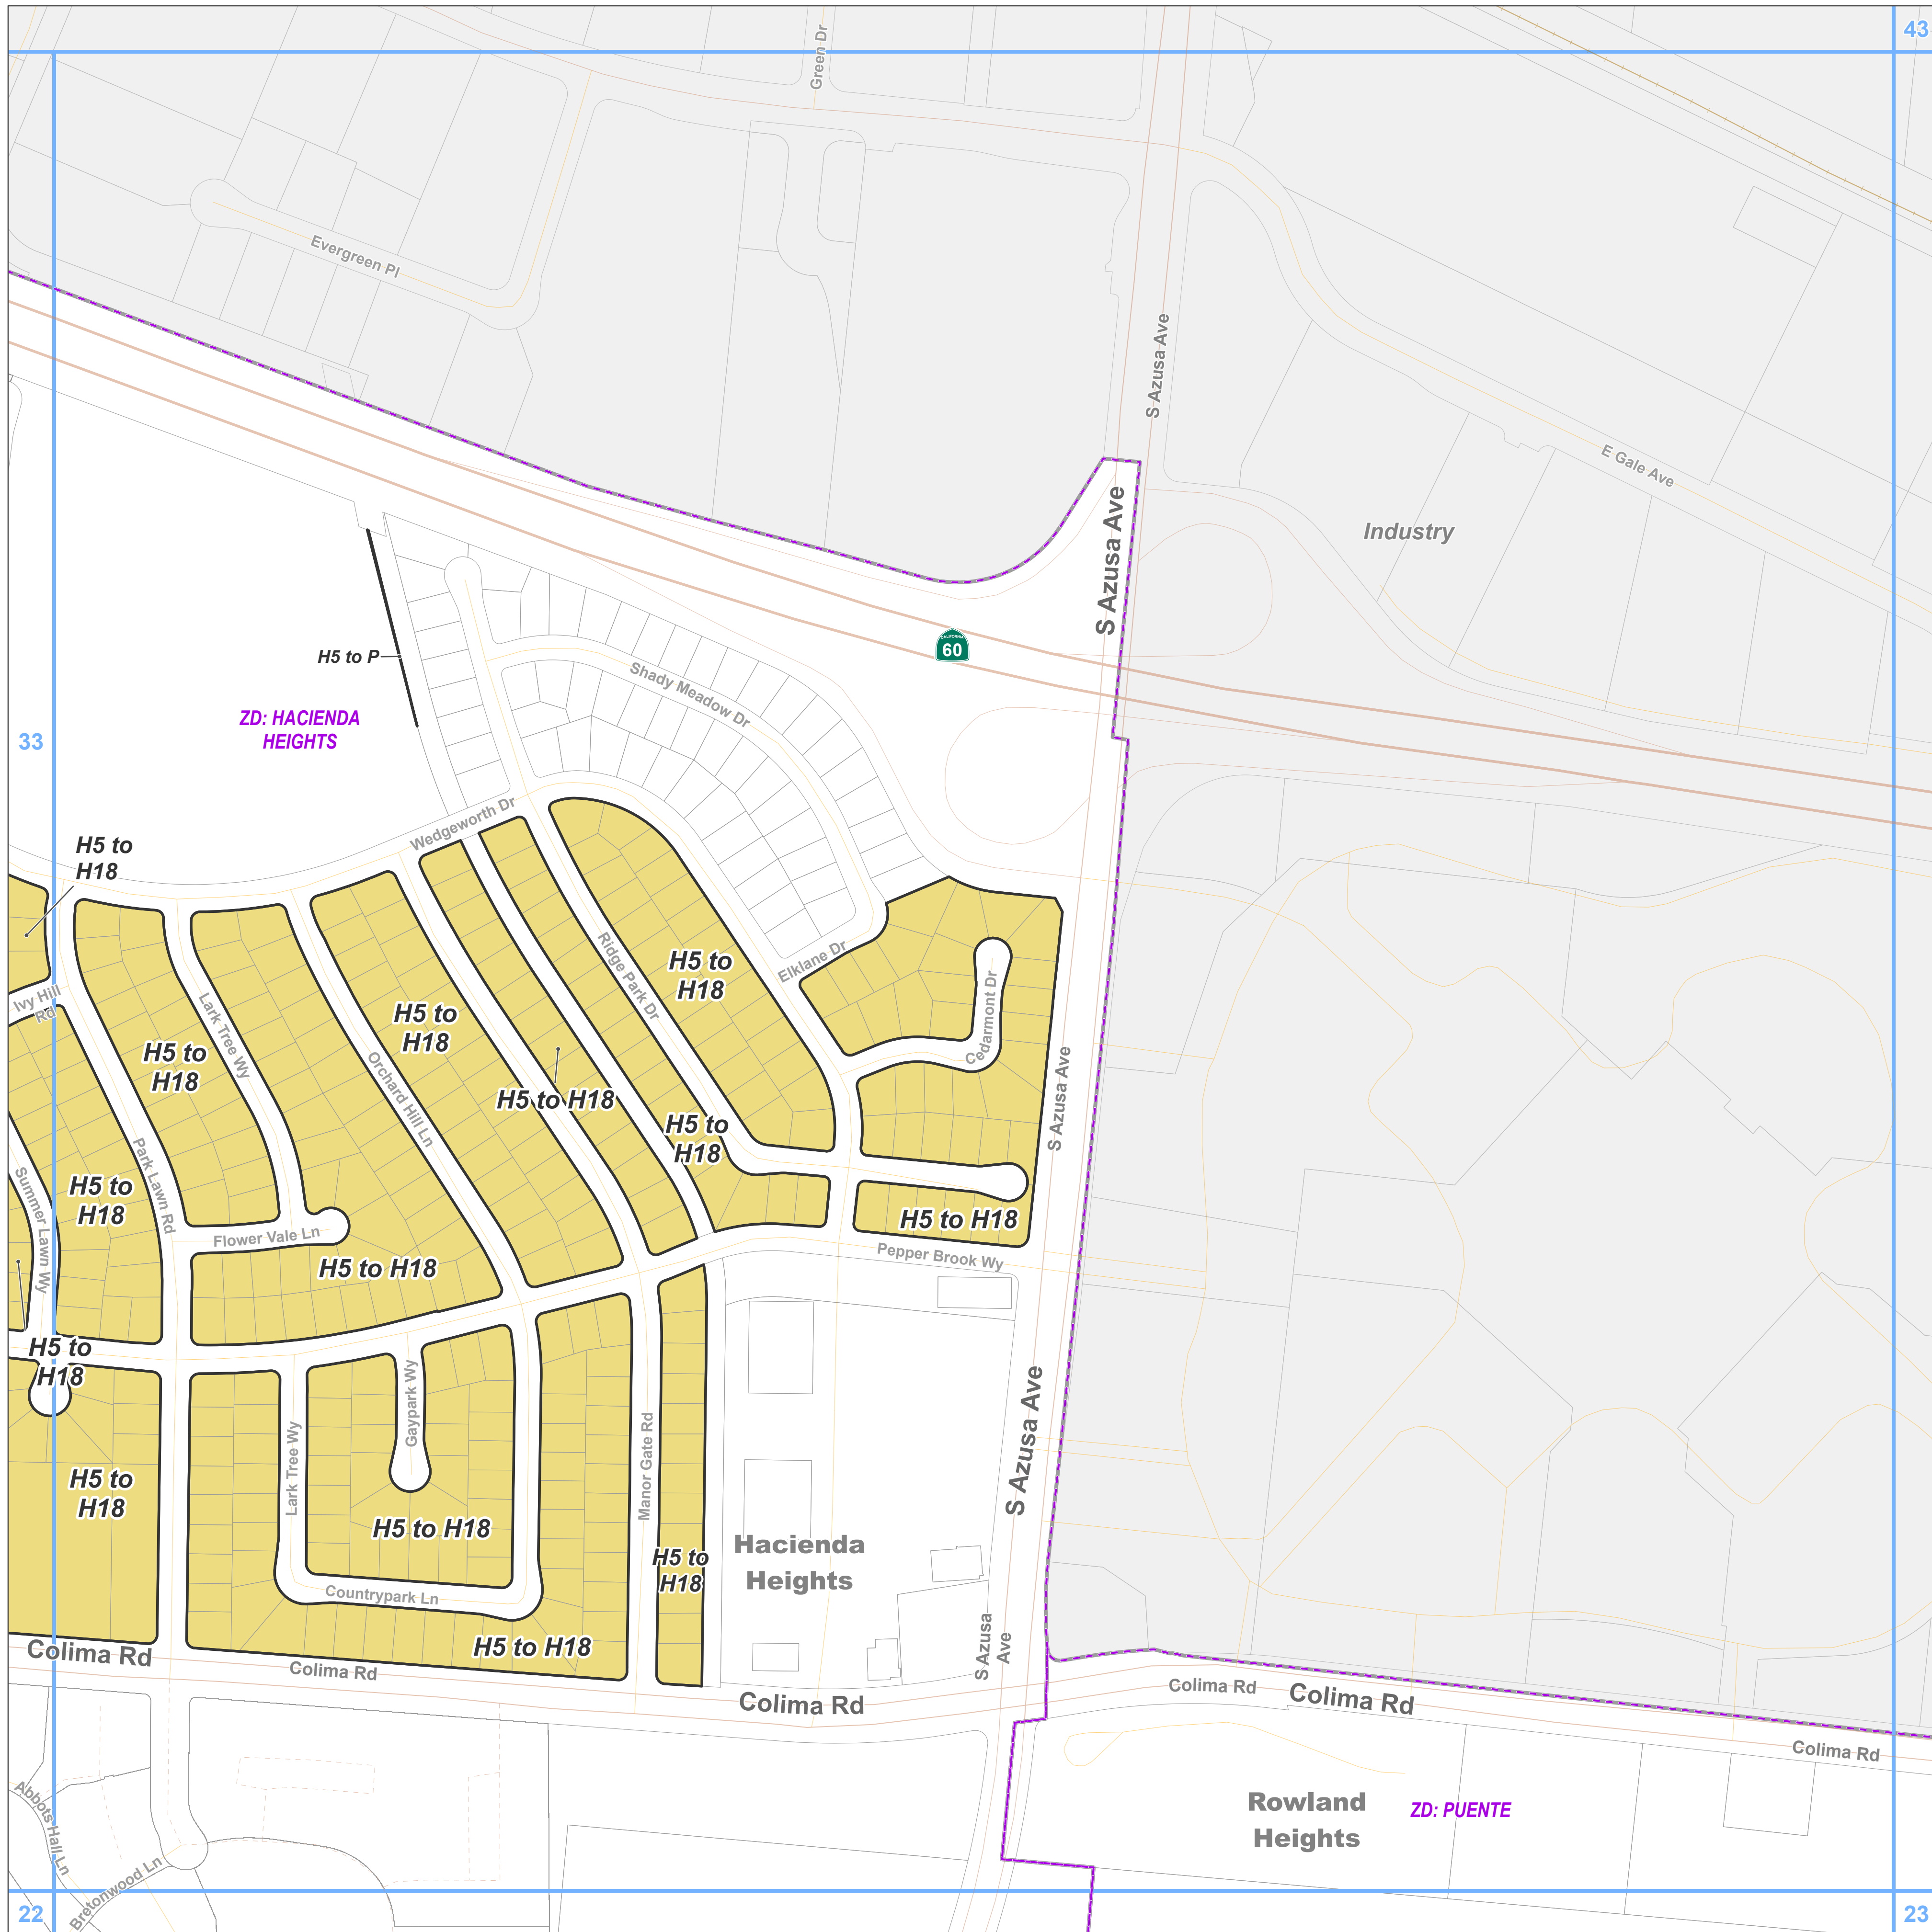 43
Green Dr
Evergreen Pl
S Azusa Ave
E Gale Ave
Industry
S Azusa Ave
CALIFORNIA
60
H5 to P
Shady Meadow Dr
ZD: HACIENDA
HEIGHTS
33
Wedgeworth Dr
H5 to
H18
Ridge Park Dr
Elklane Dr
H5 to
H18
Cedarmont Dr
Ivy Hill
Rd
Lark Tree Wy
H5 to
H18
H5 to
H18
Orchard Hill Ln
H5 to H18
S Azusa Ave
H5 to
H18
Park Lawn Rd
Summer Lawn Wy
H5 to
H18
Flower Vale Ln
H5 to H18
H5 to H18
Pepper Brook Wy
H5 to
H18
Gaypark Wy
S Azusa Ave
Lark Tree Wy
Manor Gate Rd
H5 to
H18
H5 to H18
Hacienda
Heights
H5 to
H18
Countrypark Ln
H5 to H18
S Azusa
Ave
Colima Rd
Colima Rd
Colima Rd
Colima Rd
Colima Rd
Colima Rd
Abbots Hall Ln
Bretonwood Ln
Rowland
Heights
ZD: PUENTE
22
23